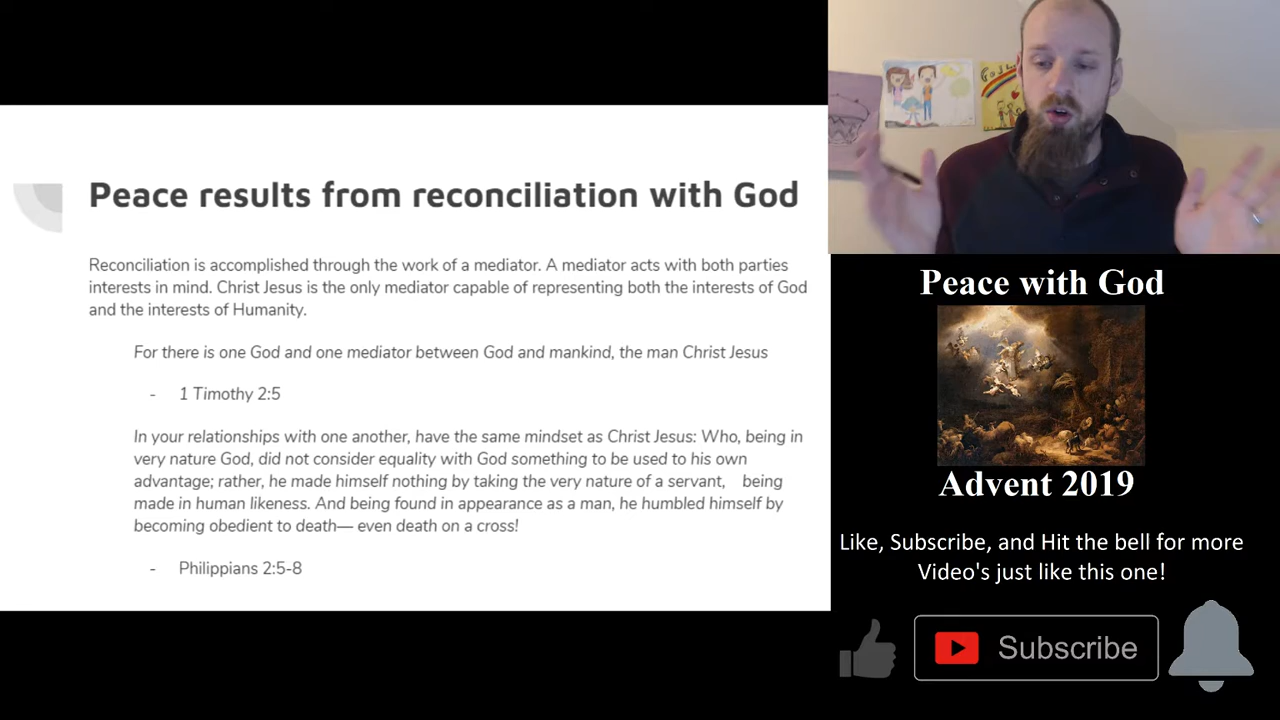 Peace results from reconciliation with God
Reconciliation is accomplished through the work of a mediator. A mediator acts with both parties
interests in mind. Christ Jesus is the only mediator capable of representing both the interests of God
and the interests of Humanity.
For there is one God and one mediator between God and mankind, the man Christ Jesus
- 1 Timothy 2:5
In your relationships with one another, have the same mindset as Christ Jesus: Who, being in
very nature God, did not consider equality with God something to be used to his own
advantage; rather, he made himself nothing by taking the very nature of a servant, being
made in human likeness. And being found in appearance as a man, he humbled himself by
becoming obedient to death— even death on a cross!
- Philippians 2:5-8
Peace with God
Advent 2019
Like, Subscribe, and Hit the bell for more
Video's just like this one!
Subscribe